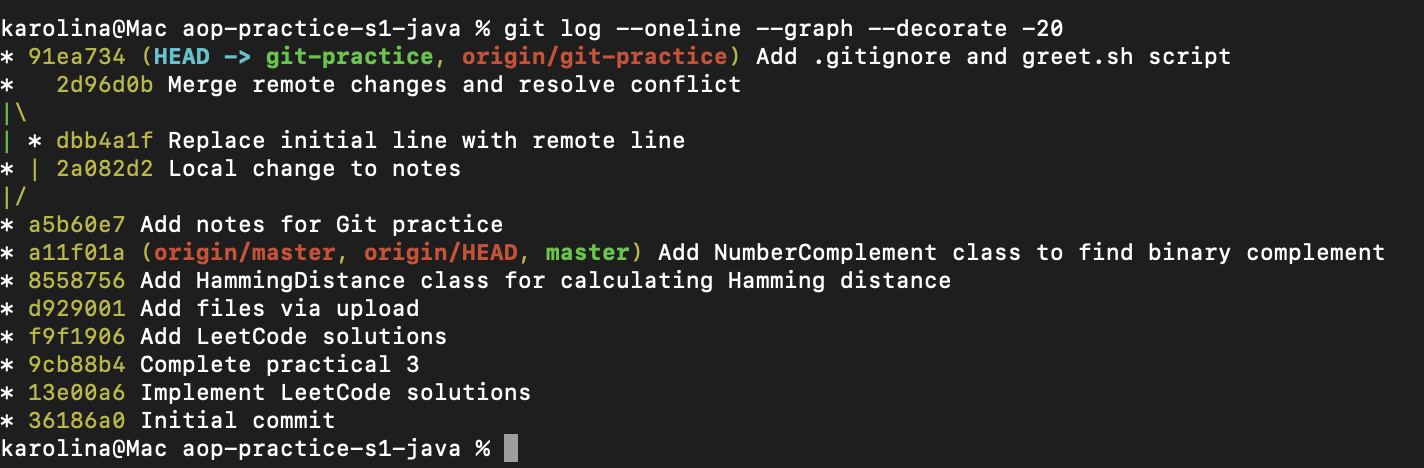 karolina@Mac aop-practice-s1-java % git log --oneline --graph --decorate -20
* 91ea734 (HEAD -> git-practice, origin/git-practice) Add .gitignore and greet.sh script
*   2d96d0b Merge remote changes and resolve conflict
|\
| * dbb4a1f Replace initial line with remote line
* | 2a082d2 Local change to notes
|/
* a5b60e7 Add notes for Git practice
* a11f01a (origin/master, origin/HEAD, master) Add NumberComplement class to find binary complement
* 8558756 Add HammingDistance class for calculating Hamming distance
* d929001 Add files via upload
* f9f1906 Add LeetCode solutions
* 9cb88b4 Complete practical 3
* 13e00a6 Implement LeetCode solutions
* 36186a0 Initial commit
karolina@Mac aop-practice-s1-java %